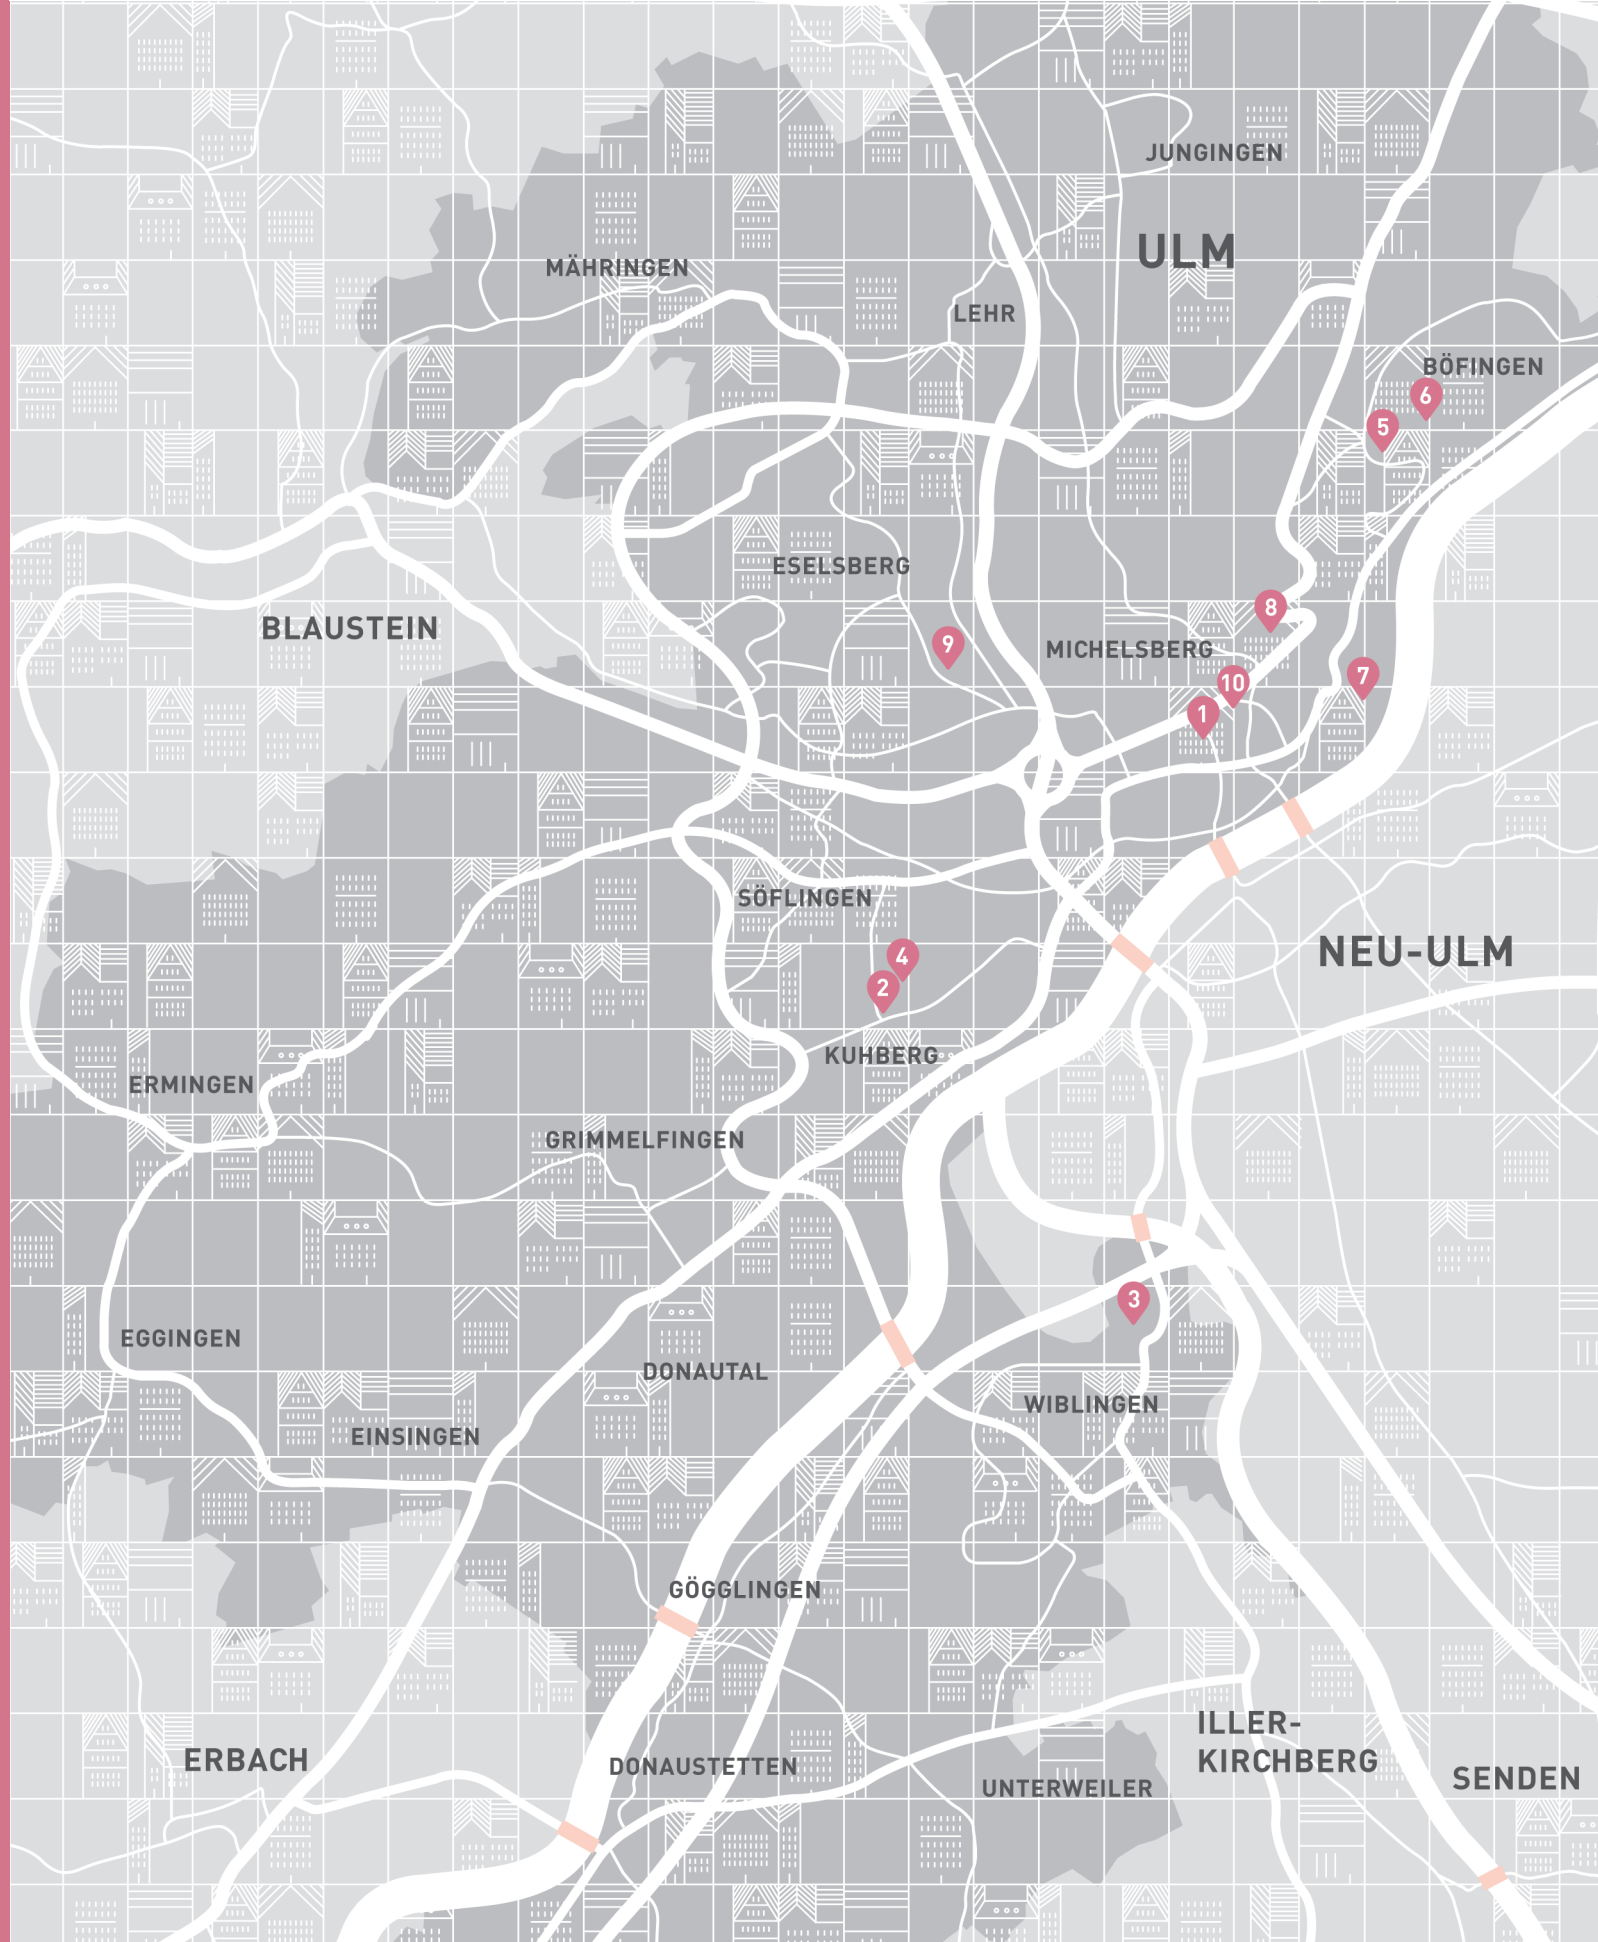 JUNGINGEN
ULM
MÄHRINGEN
LEHR
BÖFINGEN
6
5
ESELSBERG
8
BLAUSTEIN
9
MICHELSBERG
7
10
1
SÖFLINGEN
NEU-ULM
4
2
KUHBERG
ERMINGEN
GRIMMELFINGEN
3
EGGINGEN
DONAUTAL
WIBLINGEN
EINSINGEN
GÖGGLINGEN
ILLER-
KIRCHBERG
ERBACH
DONAUSTETTEN
SENDEN
UNTERWEILER